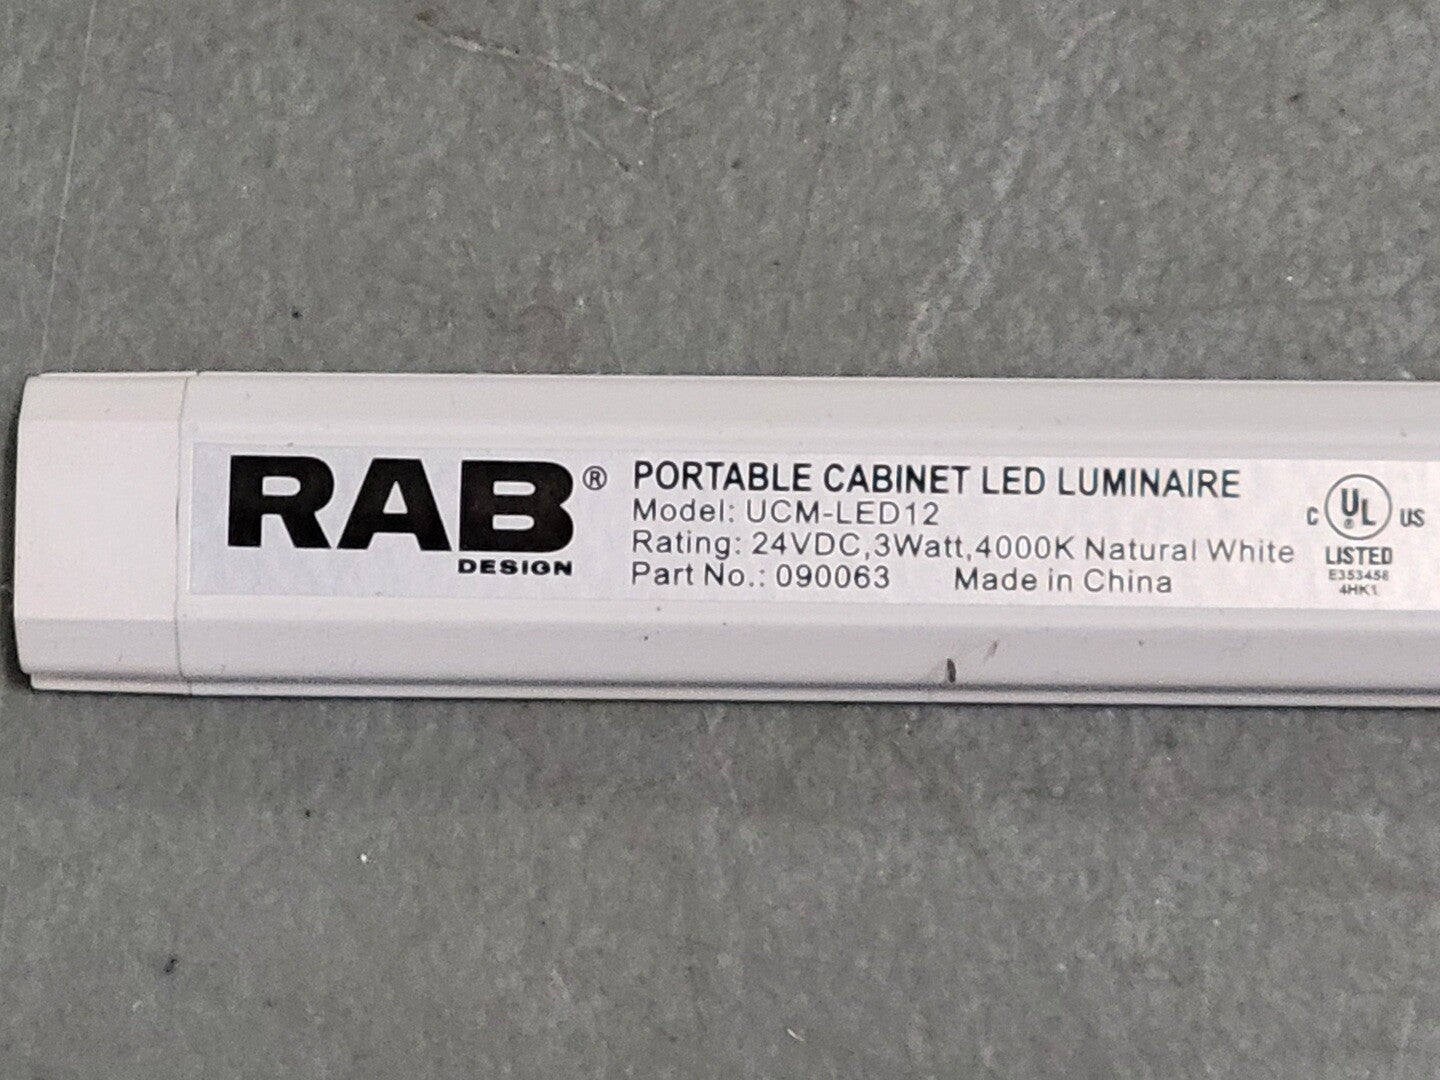 RAB®
DESIGN
PORTABLE CABINET LED LUMINAIRE
Model: UCM-LED12
Rating: 24VDC,3Watt,4000K Natural White
Part No.: 090063 Made in China
C UL® US
LISTED
E353458
4HK1